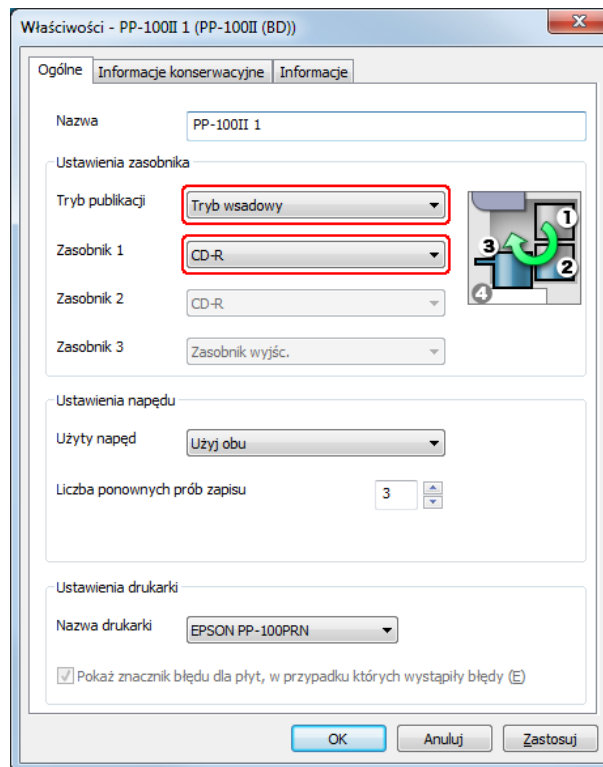 Właściwości - PP-100II 1 (PP-100II (BD))
Ogólne Informacje konserwacyjne Informacje
Nazwa PP-100II 1
Ustawienia zasobnika
Tryb publikacji Tryb wsadowy
Zasobnik 1 CD-R
Zasobnik 2 CD-R
Zasobnik 3 Zasobnik wyjśc.
1
3
2
4
Ustawienia napędu
Użyty napęd Użyj obu
Liczba ponownych prób zapisu 3
Ustawienia drukarki
Nazwa drukarki EPSON PP-100PRN
Pokaż znacznik błędu dla płyt, w przypadku których wystąpiły błędy (E)
OK Anuluj Zastosuj